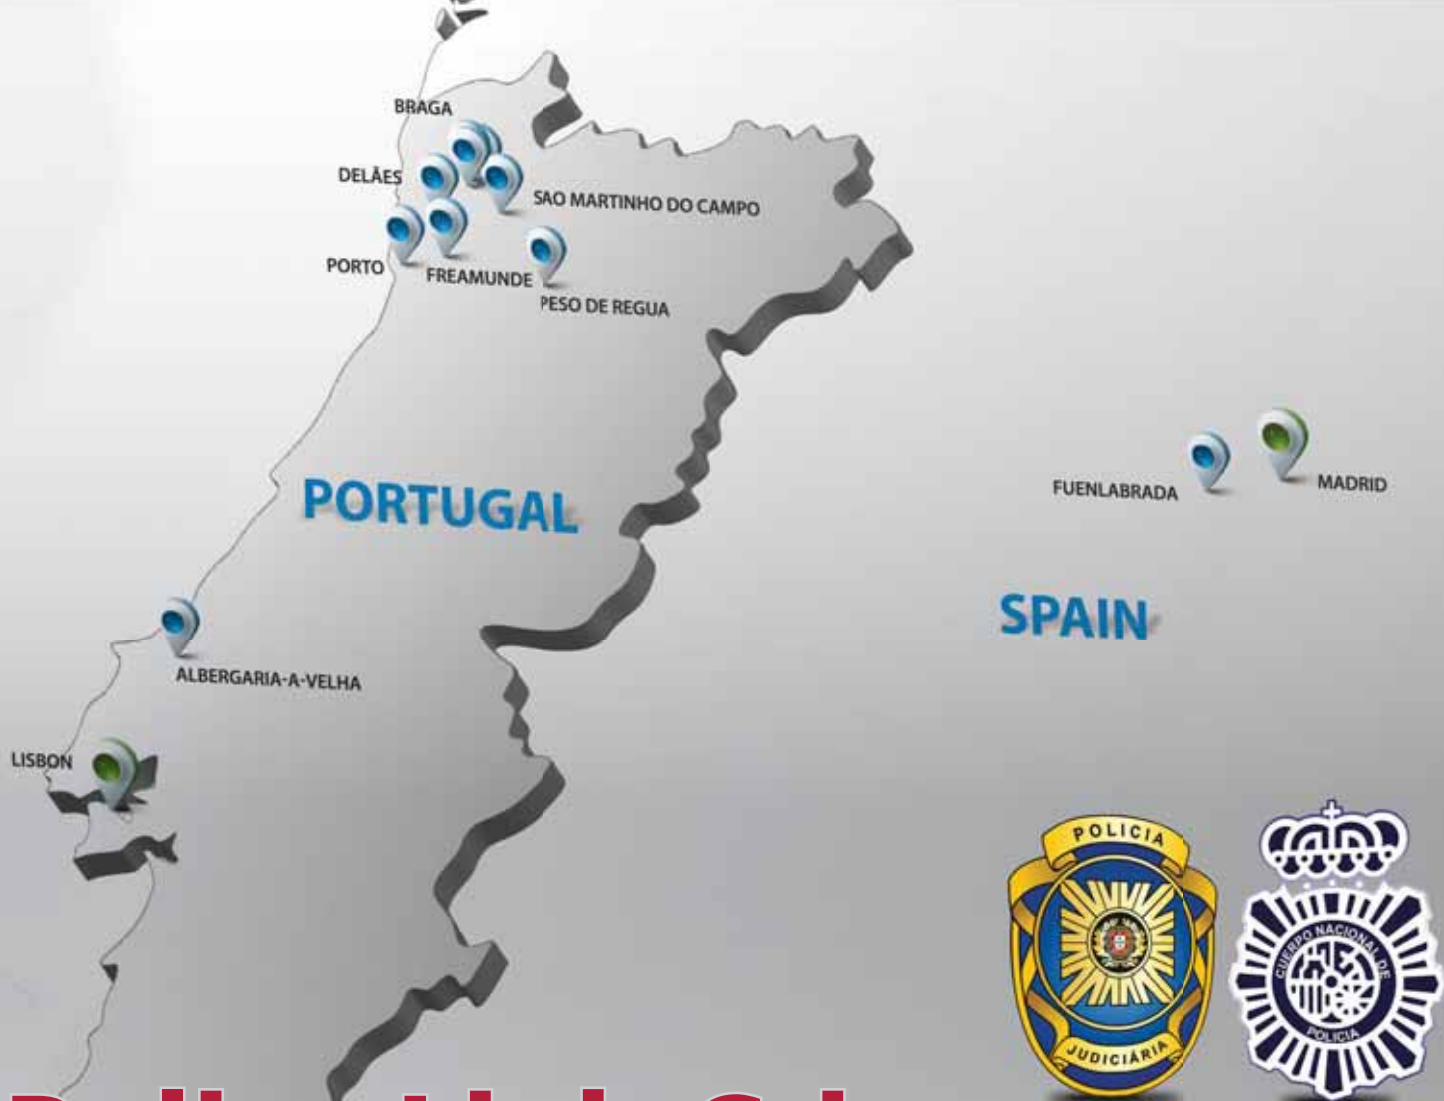 BRAGA
DELÃES
SAO MARTINHO DO CAMPO
PORTO
FREAMUNDE
PESO DE REGUA
PORTUGAL
FUENLABRADA
MADRID
SPAIN
ALBERGARIA-A-VELHA
LISBON
POLICIA
JUDICIÁRIA
CUERPO NACIONAL DE
POLICIA